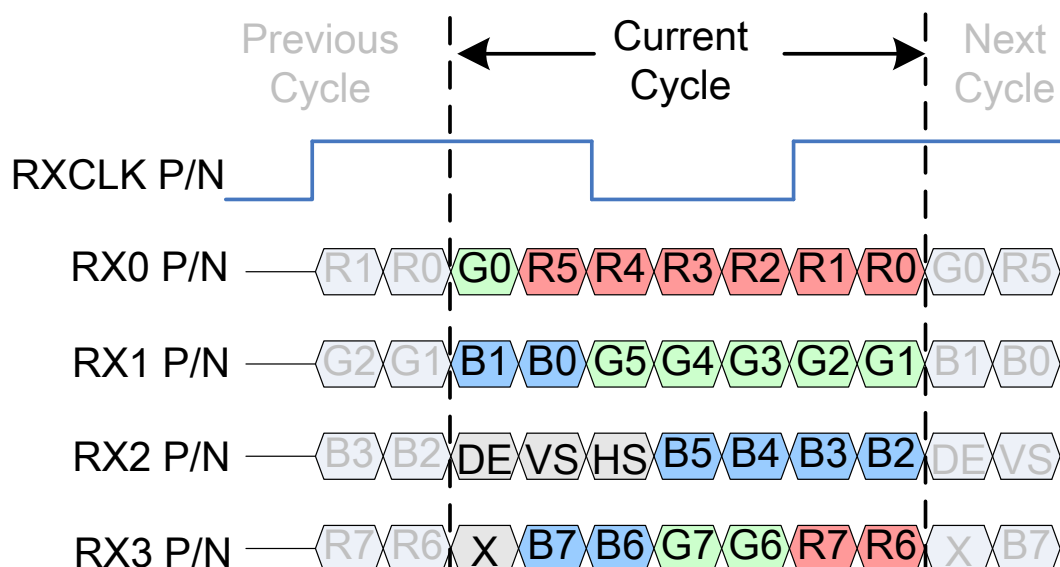 Previous Cycle Current Cycle Next Cycle
RXCLK P/N
RX0 P/N R1 R0 G0 R5 R4 R3 R2 R1 R0 G0 R5
RX1 P/N G2 G1 B1 B0 G5 G4 G3 G2 G1 B1 B0
RX2 P/N B3 B2 DE VS HS B5 B4 B3 B2 DE VS
RX3 P/N R7 R6 X B7 B6 G7 G6 R7 R6 X B7